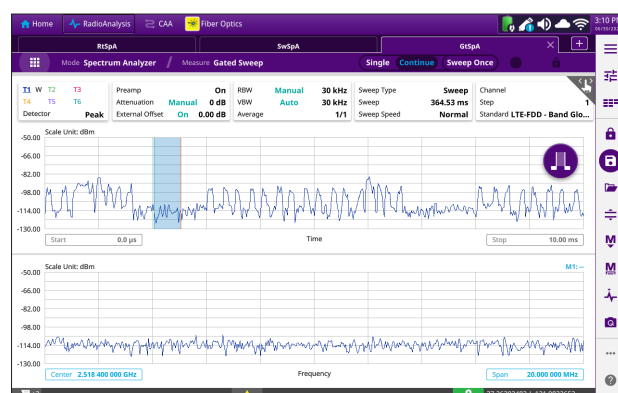 Home RadioAnalysis CAA Fiber Optics 3:10 PM
RtSpA SwSpA GtSpA × +
Mode Spectrum Analyzer / Measure Gated Sweep Single Continue Sweep Once
T1 W T2 T3 Preamp On RBW Manual 30 kHz Sweep Type Sweep Channel
T4 T5 T6 Attenuation Manual 0 dB VBW Auto 30 kHz Sweep 364.53 ms Step 1
Detector Peak External Offset On 0.00 dB Average 1/1 Sweep Speed Normal Standard LTE-FDD - Band Glo...
Scale Unit: dBm
-50.00
-66.00
-82.00
-98.00
-114.00
-130.00
Start 0.0 µs Time Stop 10.00 ms
Scale Unit: dBm M1: --
-50.00
-66.00
-82.00
-98.00
-114.00
-130.00
Center 2.518 400 000 GHz Frequency Span 20.000 000 MHz